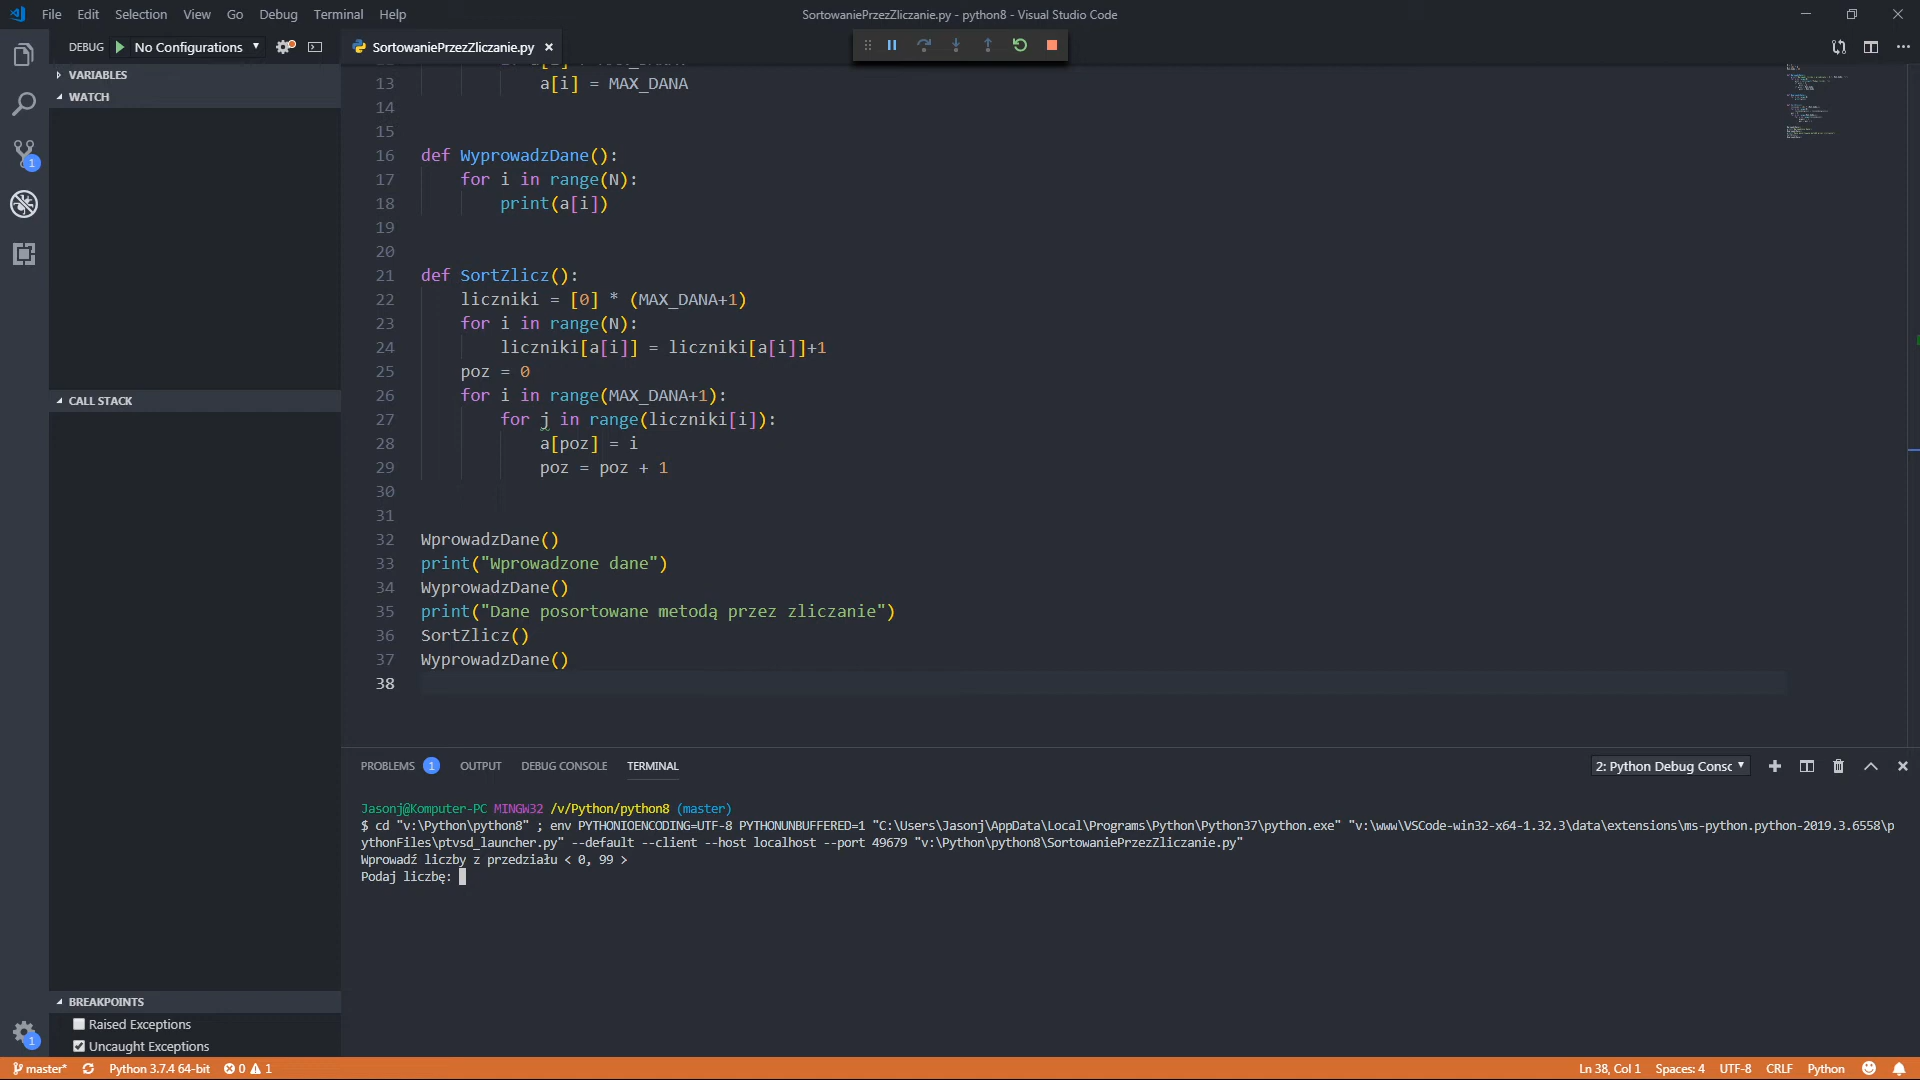 File Edit Selection View Go Debug Terminal Help
SortowaniePrzezZliczanie.py - python8 - Visual Studio Code
DEBUG No Configurations
SortowaniePrzezZliczanie.py
VARIABLES
WATCH
CALL STACK
BREAKPOINTS
Raised Exceptions
Uncaught Exceptions
1
1
13 a[i] = MAX_DANA
14
15
16 def WyprowadzDane():
17 for i in range(N):
18 print(a[i])
19
20
21 def SortZlicz():
22 liczniki = [0] * (MAX_DANA+1)
23 for i in range(N):
24 liczniki[a[i]] = liczniki[a[i]]+1
25 poz = 0
26 for i in range(MAX_DANA+1):
27 for j in range(liczniki[i]):
28 a[poz] = i
29 poz = poz + 1
30
31
32 WprowadzDane()
33 print("Wprowadzone dane")
34 WyprowadzDane()
35 print("Dane posortowane metodą przez zliczanie")
36 SortZlicz()
37 WyprowadzDane()
38
PROBLEMS 1 OUTPUT DEBUG CONSOLE TERMINAL
2: Python Debug Consc
Jasonj@Komputer-PC MINGW32 /v/Python/python8 (master)
$ cd "v:\Python\python8" ; env PYTHONIOENCODING=UTF-8 PYTHONUNBUFFERED=1 "C:\Users\Jasonj\AppData\Local\Programs\Python\Python37\python.exe" "v:\www\VSCode-win32-x64-1.32.3\data\extensions\ms-python.python-2019.3.6558\p
ythonFiles\ptvsd_launcher.py" --default --client --host localhost --port 49679 "v:\Python\python8\SortowaniePrzezZliczanie.py"
Wprowadź liczby z przedziału < 0, 99 >
Podaj liczbę:
master* Python 3.7.4 64-bit 0 1
Ln 38, Col 1 Spaces: 4 UTF-8 CRLF Python